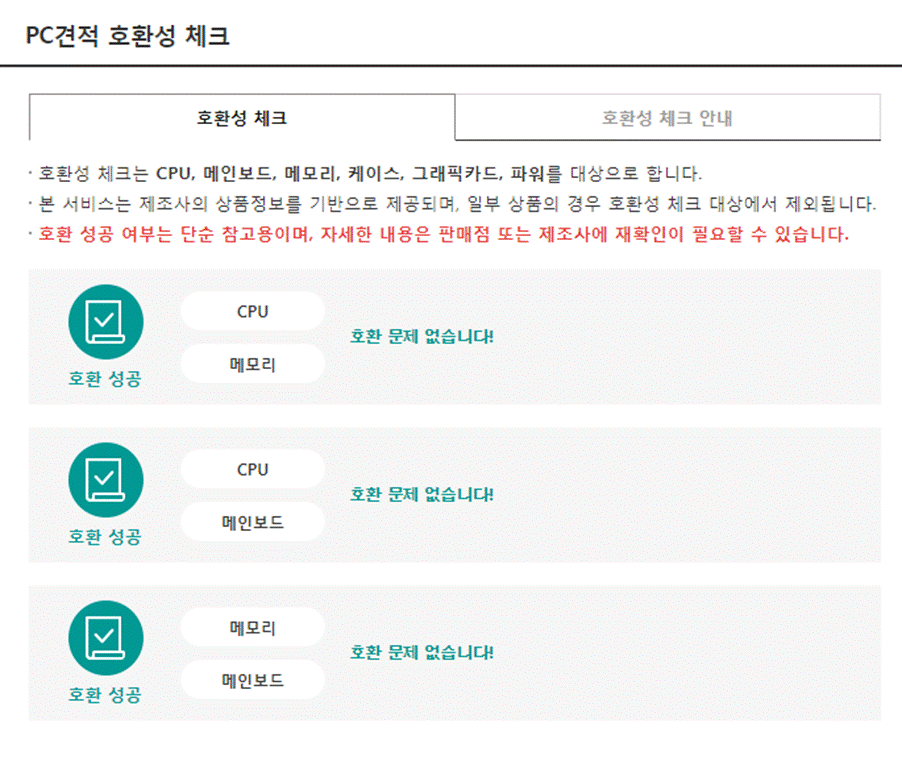 PC견적 호환성 체크
호환성 체크
호환성 체크 안내
· 호환성 체크는 CPU, 메인보드, 메모리, 케이스, 그래픽카드, 파워를 대상으로 합니다.
· 본 서비스는 제조사의 상품정보를 기반으로 제공되며, 일부 상품의 경우 호환성 체크 대상에서 제외됩니다.
· 호환 성공 여부는 단순 참고용이며, 자세한 내용은 판매점 또는 제조사에 재확인이 필요할 수 있습니다.
호환 성공
CPU
메모리
호환 문제 없습니다!
호환 성공
CPU
메인보드
호환 문제 없습니다!
호환 성공
메모리
메인보드
호환 문제 없습니다!